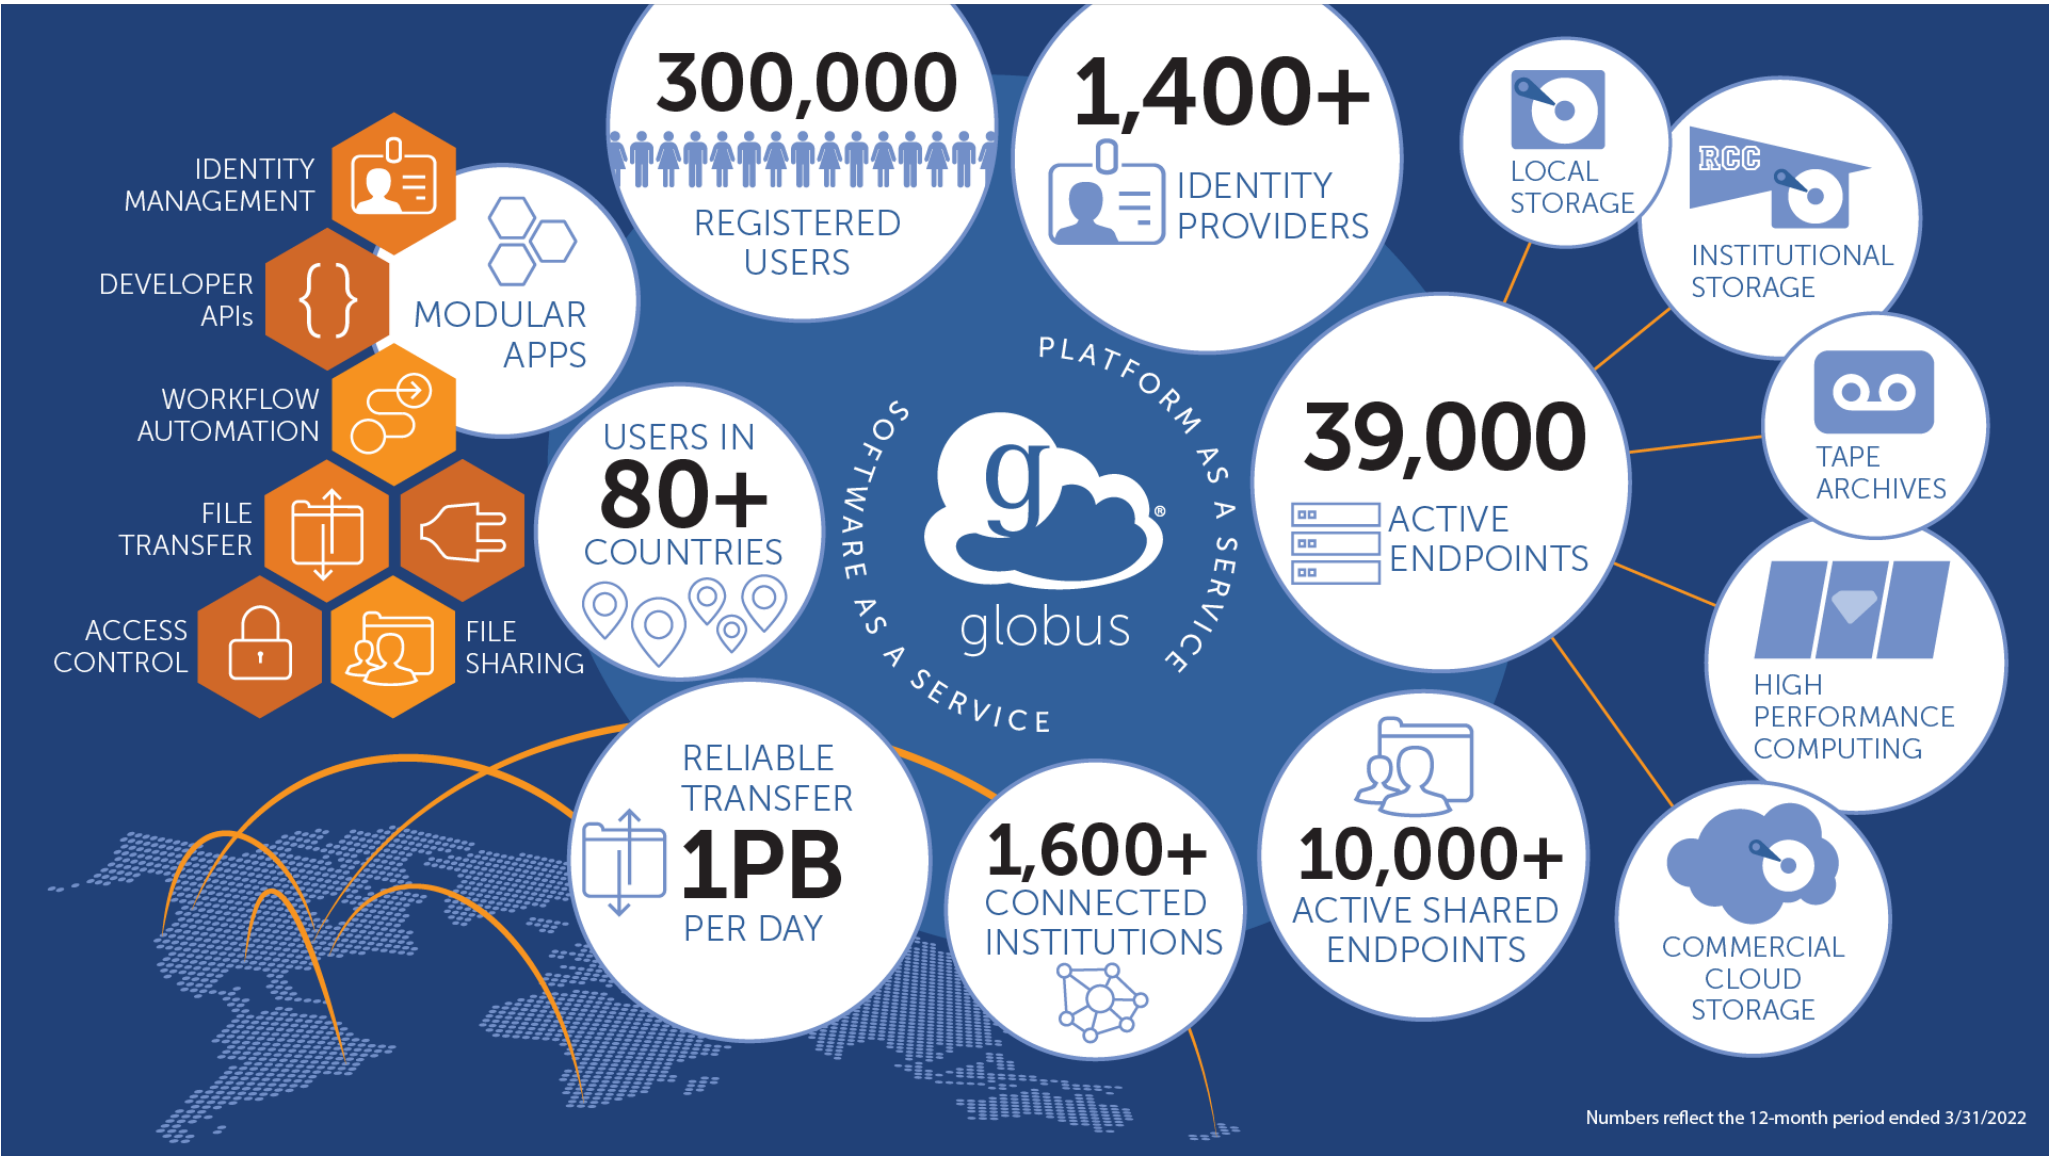 300,000
REGISTERED
USERS
1,400+
IDENTITY
PROVIDERS
LOCAL
STORAGE
RCC
INSTITUTIONAL
STORAGE
IDENTITY
MANAGEMENT
DEVELOPER
APIs
WORKFLOW
AUTOMATION
FILE
TRANSFER
ACCESS
CONTROL
FILE
SHARING
MODULAR
APPS
USERS IN
80+
COUNTRIES
SOFTWARE AS A SERVICE
PLATFORM AS A SERVICE
g
®
globus
39,000
ACTIVE
ENDPOINTS
TAPE
ARCHIVES
HIGH
PERFORMANCE
COMPUTING
COMMERCIAL
CLOUD
STORAGE
RELIABLE
TRANSFER
1PB
PER DAY
1,600+
CONNECTED
INSTITUTIONS
10,000+
ACTIVE SHARED
ENDPOINTS
Numbers reflect the 12-month period ended 3/31/2022